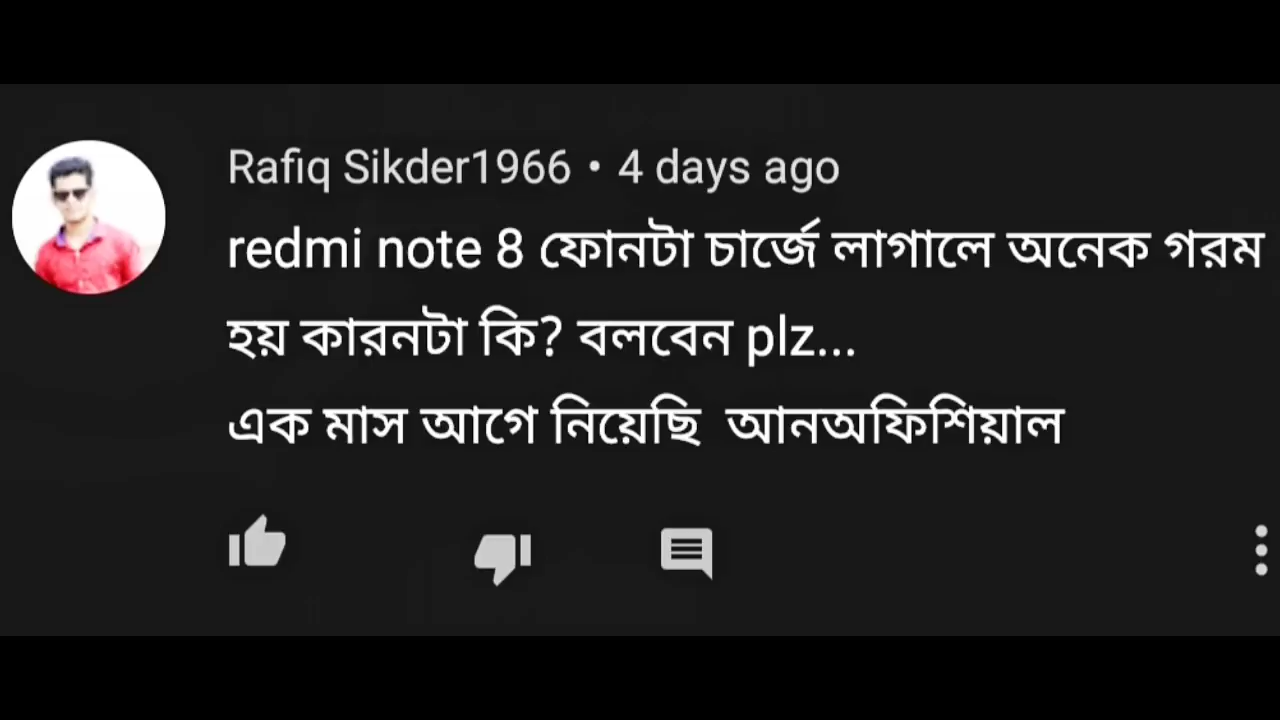 Rafiq Sikder1966 • 4 days ago
redmi note 8 ফোনটা চার্জে লাগালে অনেক গরম
হয় কারনটা কি? বলবেন plz...
এক মাস আগে নিয়েছি আনঅফিশিয়াল